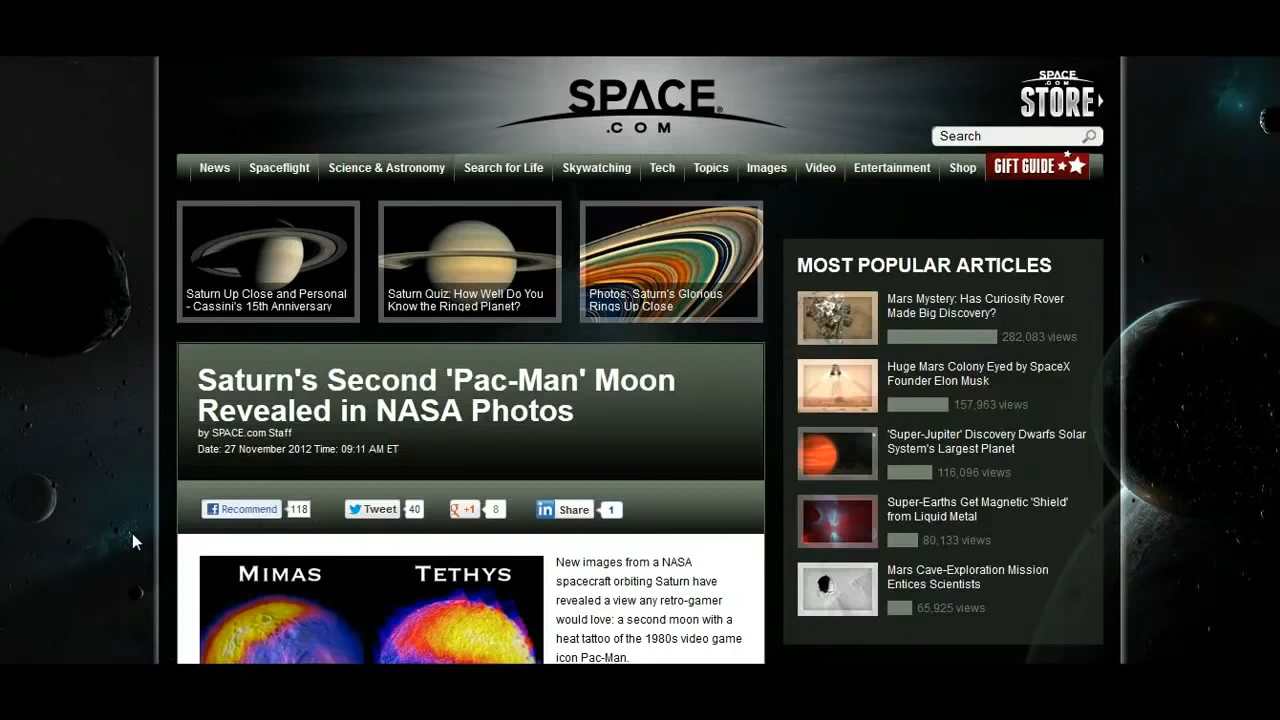 SPACE
.COM
SPACE
.COM
STORE
Search
News Spaceflight Science & Astronomy Search for Life Skywatching Tech Topics Images Video Entertainment Shop GIFT GUIDE
Saturn Up Close and Personal
- Cassini's 15th Anniversary
Saturn Quiz: How Well Do You
Know the Ringed Planet?
Photos: Saturn's Glorious
Rings Up Close
Saturn's Second 'Pac-Man' Moon
Revealed in NASA Photos
by SPACE.com Staff
Date: 27 November 2012 Time: 09:11 AM ET
Recommend 118 Tweet 40 +1 8 in Share 1
MIMAS TETHYS
New images from a NASA
spacecraft orbiting Saturn have
revealed a view any retro-gamer
would love: a second moon with a
heat tattoo of the 1980s video game
icon Pac-Man.
MOST POPULAR ARTICLES
Mars Mystery: Has Curiosity Rover
Made Big Discovery?
282,083 views
Huge Mars Colony Eyed by SpaceX
Founder Elon Musk
157,963 views
'Super-Jupiter' Discovery Dwarfs Solar
System's Largest Planet
116,096 views
Super-Earths Get Magnetic 'Shield'
from Liquid Metal
80,133 views
Mars Cave-Exploration Mission
Entices Scientists
65,925 views